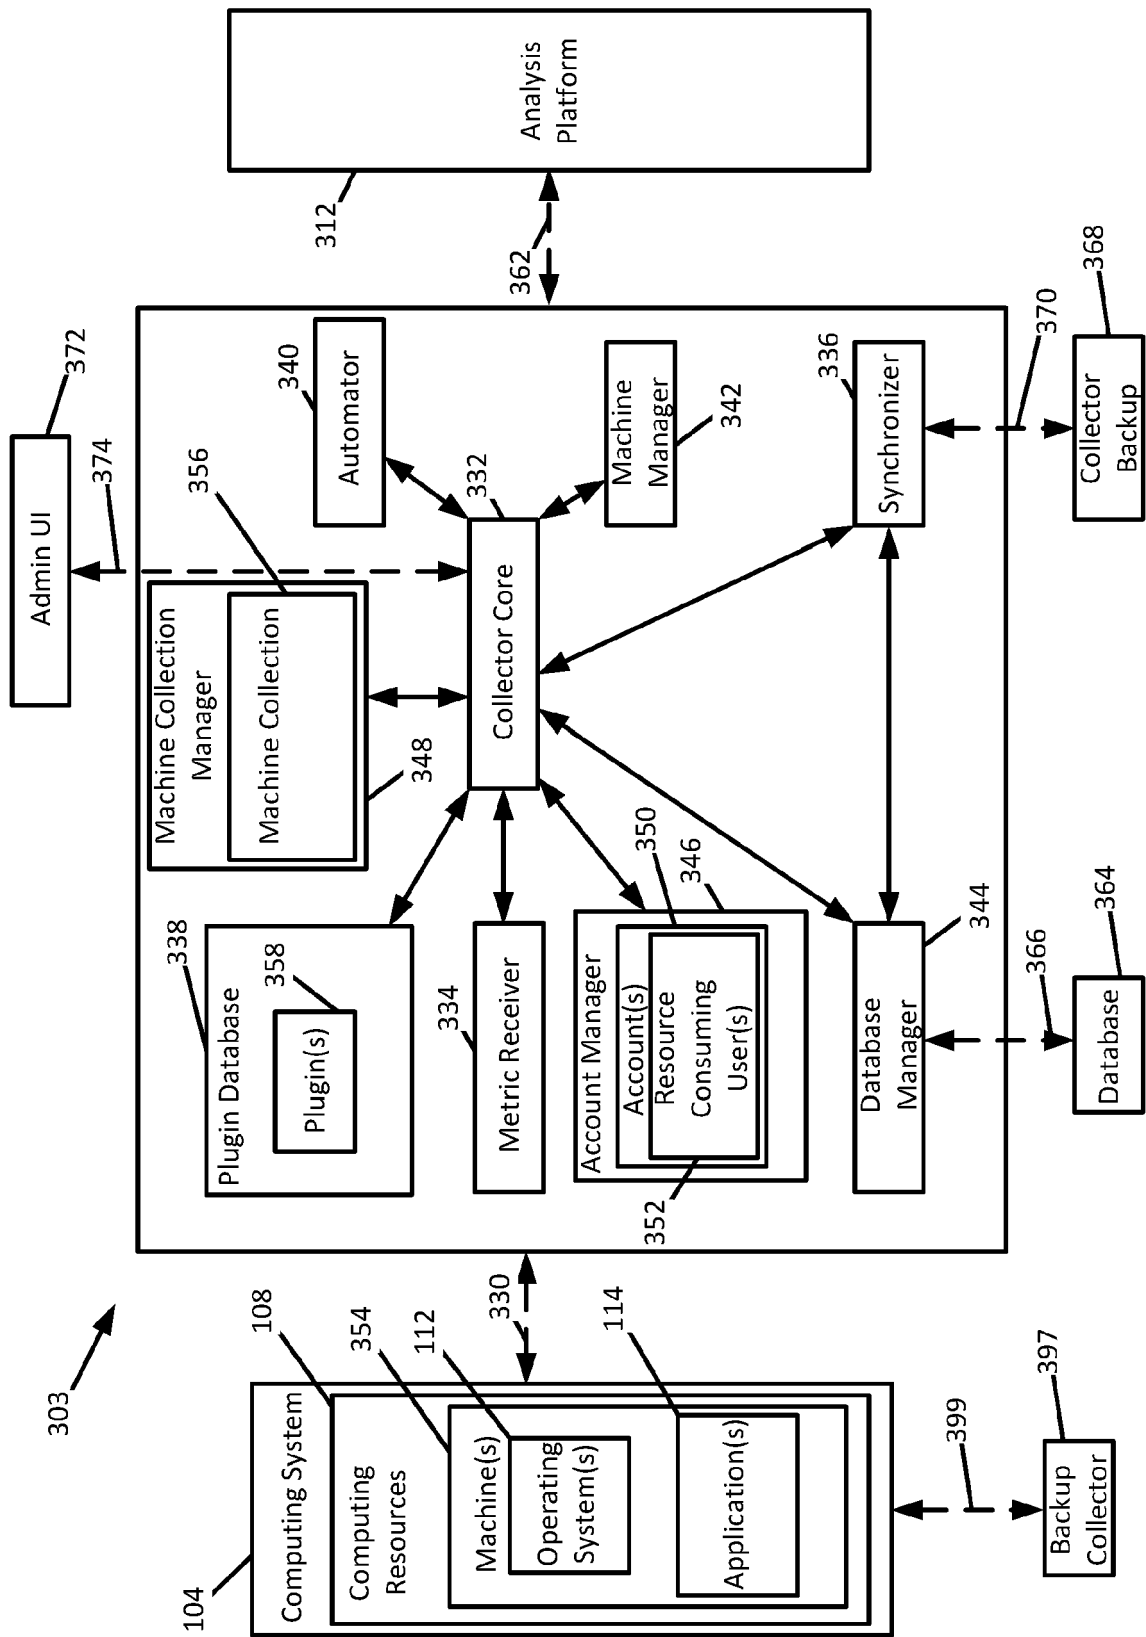 303
104
Computing System
108
Computing
Resources
354
Machine(s)
112
Operating
System(s)
114
Application(s)
330
399
397
Backup
Collector
338
Plugin Database
358
Plugin(s)
334
Metric Receiver
Account Manager
346
350
Account(s)
Resource
Consuming
User(s)
352
Database
Manager
344
366
364
Database
Machine Collection
Manager
Machine Collection
348
356
374
372
Admin UI
332
Collector Core
340
Automator
Machine
Manager
342
336
Synchronizer
370
368
Collector
Backup
362
312
Analysis
Platform